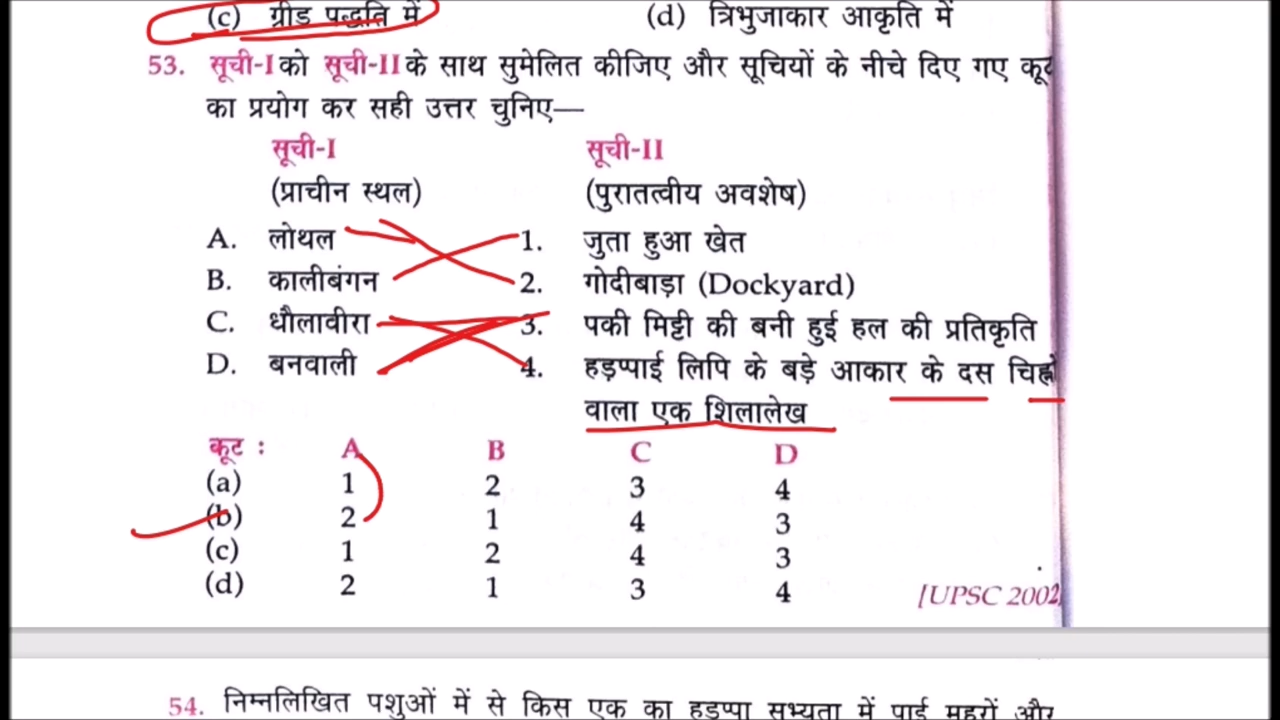 (c) ग्रीड पद्धति में (d) त्रिभुजाकार आकृति में
53. सूची-I को सूची-II के साथ सुमेलित कीजिए और सूचियों के नीचे दिए गए कूट
का प्रयोग कर सही उत्तर चुनिए—
सूची-I सूची-II
(प्राचीन स्थल) (पुरातत्वीय अवशेष)
A. लोथल 1. जुता हुआ खेत
B. कालीबंगन 2. गोदीबाड़ा (Dockyard)
C. धौलावीरा 3. पकी मिट्टी की बनी हुई हल की प्रतिकृति
D. बनवाली 4. हड़प्पाई लिपि के बड़े आकार के दस चिह्नों
वाला एक शिलालेख
कूट : A B C D
(a) 1 2 3 4
(b) 2 1 4 3
(c) 1 2 4 3
(d) 2 1 3 4
[UPSC 2002]
54. निम्नलिखित पशुओं में से किस एक का हड़प्पा सभ्यता में पाई मुहरों और